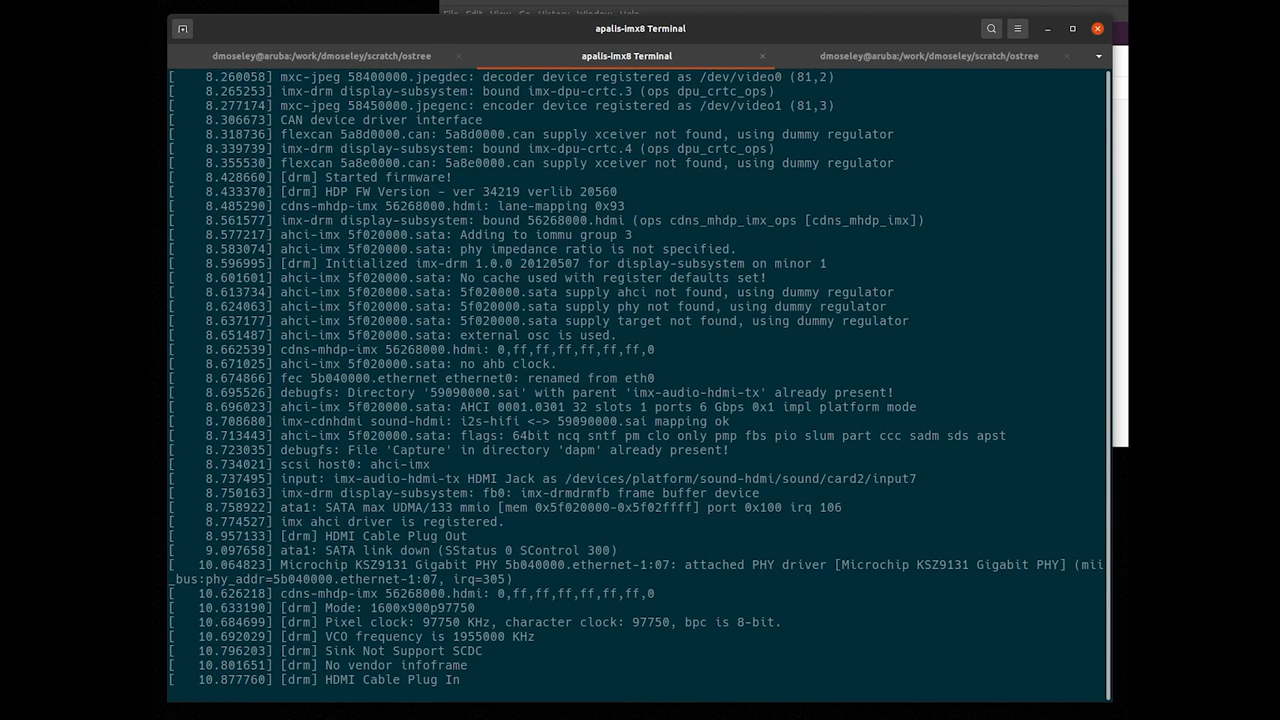 File Edit View Go History Window Help
apalis-imx8 Terminal
dmoseley@aruba:/work/dmoseley/scratch/ostree × apalis-imx8 Terminal × dmoseley@aruba:/work/dmoseley/scratch/ostree ×
[    8.260058] mxc-jpeg 58400000.jpegdec: decoder device registered as /dev/video0 (81,2)
[    8.265253] imx-drm display-subsystem: bound imx-dpu-crtc.3 (ops dpu_crtc_ops)
[    8.277174] mxc-jpeg 58450000.jpegenc: encoder device registered as /dev/video1 (81,3)
[    8.306673] CAN device driver interface
[    8.318736] flexcan 5a8d0000.can: 5a8d0000.can supply xceiver not found, using dummy regulator
[    8.339739] imx-drm display-subsystem: bound imx-dpu-crtc.4 (ops dpu_crtc_ops)
[    8.355530] flexcan 5a8e0000.can: 5a8e0000.can supply xceiver not found, using dummy regulator
[    8.428660] [drm] Started firmware!
[    8.433370] [drm] HDP FW Version - ver 34219 verlib 20560
[    8.485290] cdns-mhdp-imx 56268000.hdmi: lane-mapping 0x93
[    8.561577] imx-drm display-subsystem: bound 56268000.hdmi (ops cdns_mhdp_imx_ops [cdns_mhdp_imx])
[    8.577217] ahci-imx 5f020000.sata: Adding to iommu group 3
[    8.583074] ahci-imx 5f020000.sata: phy impedance ratio is not specified.
[    8.596995] [drm] Initialized imx-drm 1.0.0 20120507 for display-subsystem on minor 1
[    8.601601] ahci-imx 5f020000.sata: No cache used with register defaults set!
[    8.613734] ahci-imx 5f020000.sata supply ahci not found, using dummy regulator
[    8.624063] ahci-imx 5f020000.sata supply phy not found, using dummy regulator
[    8.637177] ahci-imx 5f020000.sata supply target not found, using dummy regulator
[    8.651487] ahci-imx 5f020000.sata: external osc is used.
[    8.662539] cdns-mhdp-imx 56268000.hdmi: 0,ff,ff,ff,ff,ff,ff,0
[    8.671025] ahci-imx 5f020000.sata: no ahb clock.
[    8.674866] fec 5b040000.ethernet ethernet0: renamed from eth0
[    8.695526] debugfs: Directory '59090000.sai' with parent 'imx-audio-hdmi-tx' already present!
[    8.696023] ahci-imx 5f020000.sata: AHCI 0001.0301 32 slots 1 ports 6 Gbps 0x1 impl platform mode
[    8.708680] imx-cdnhdmi sound-hdmi: i2s-hifi <-> 59090000.sai mapping ok
[    8.713443] ahci-imx 5f020000.sata: flags: 64bit ncq sntf pm clo only pmp fbs pio slum part ccc sadm sds apst
[    8.723035] debugfs: File 'Capture' in directory 'dapm' already present!
[    8.734021] scsi host0: ahci-imx
[    8.737495] input: imx-audio-hdmi-tx HDMI Jack as /devices/platform/sound-hdmi/sound/card2/input7
[    8.750163] imx-drm display-subsystem: fb0: imx-drmdrmfb frame buffer device
[    8.758922] ata1: SATA max UDMA/133 mmio [mem 0x5f020000-0x5f02ffff] port 0x100 irq 106
[    8.774527] imx ahci driver is registered.
[    8.957133] [drm] HDMI Cable Plug Out
[    9.097658] ata1: SATA link down (SStatus 0 SControl 300)
[   10.064823] Microchip KSZ9131 Gigabit PHY 5b040000.ethernet-1:07: attached PHY driver [Microchip KSZ9131 Gigabit PHY] (mii
_bus:phy_addr=5b040000.ethernet-1:07, irq=305)
[   10.626218] cdns-mhdp-imx 56268000.hdmi: 0,ff,ff,ff,ff,ff,ff,0
[   10.633190] [drm] Mode: 1600x900p97750
[   10.684699] [drm] Pixel clock: 97750 KHz, character clock: 97750, bpc is 8-bit.
[   10.692029] [drm] VCO frequency is 1955000 KHz
[   10.796203] [drm] Sink Not Support SCDC
[   10.801651] [drm] No vendor infoframe
[   10.877760] [drm] HDMI Cable Plug In